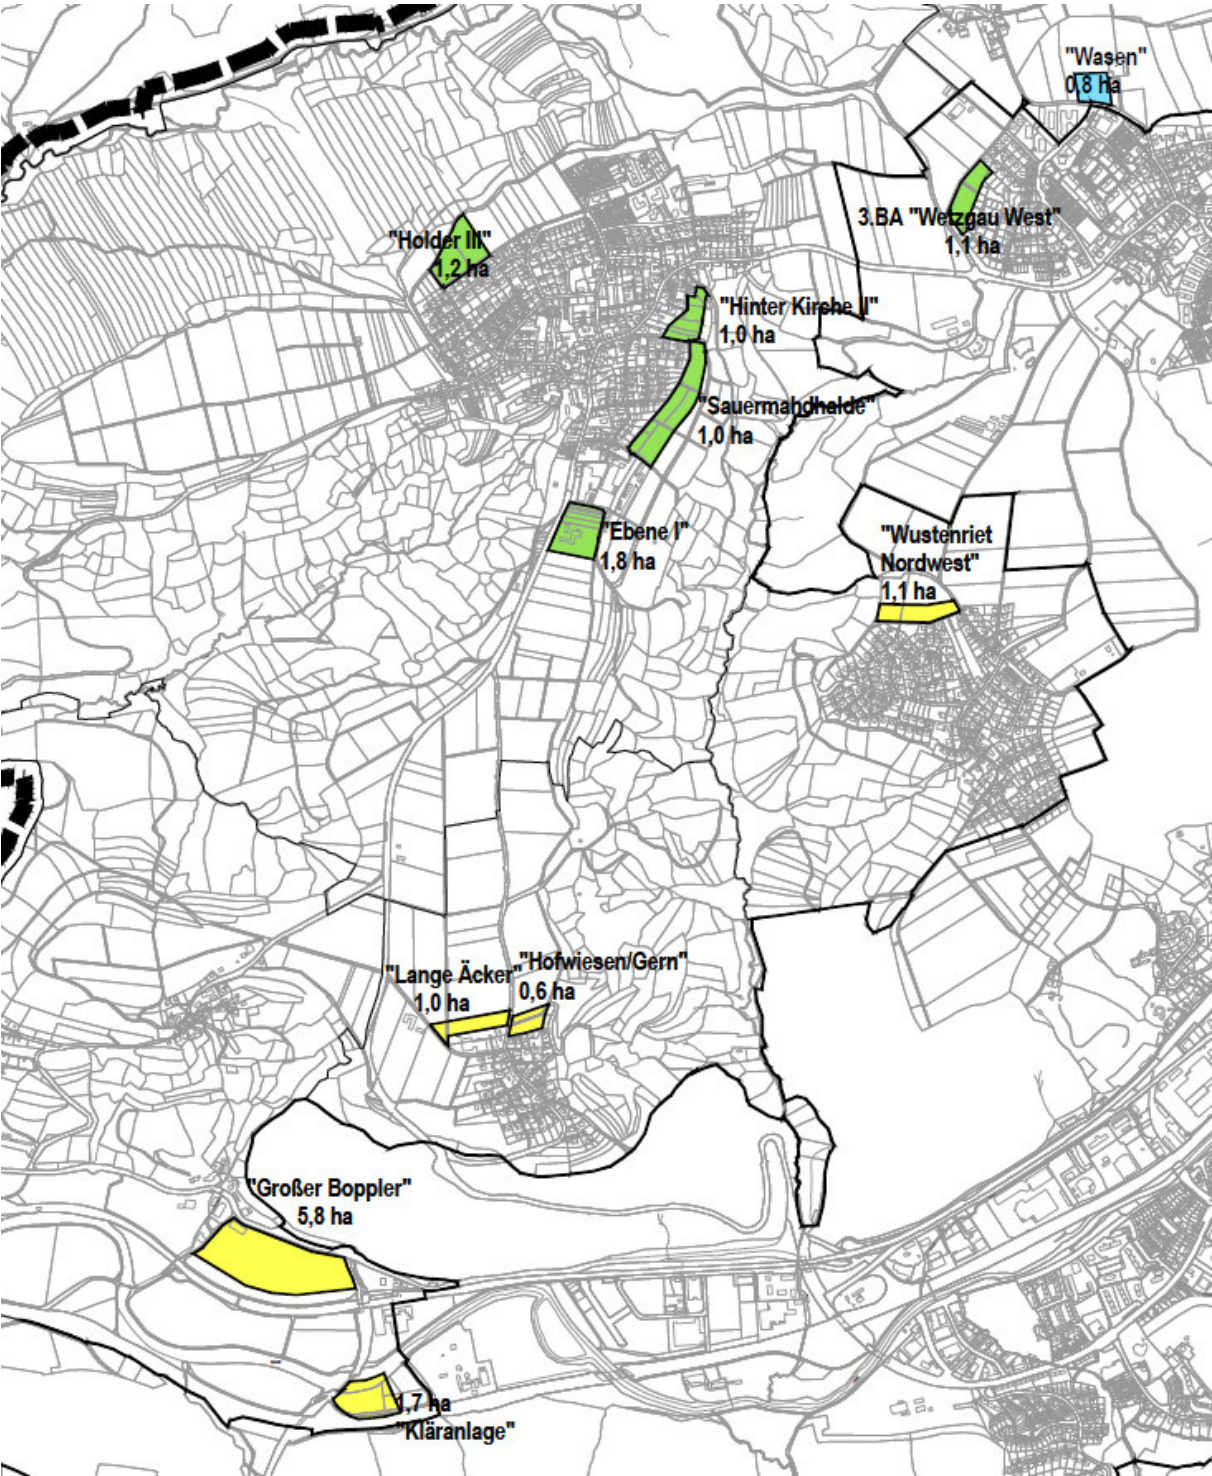 "Wasen"
0,8 ha
3.BA "Wetzgau West"
1,1 ha
"Holder III"
1,2 ha
"Hinter Kirche II"
1,0 ha
"Sauermahdhalde"
1,0 ha
"Ebene I"
1,8 ha
"Wustenriet
Nordwest"
1,1 ha
"Lange Äcker"
1,0 ha
"Hofwiesen/Gern"
0,6 ha
"Großer Boppler"
5,8 ha
1,7 ha
"Kläranlage"